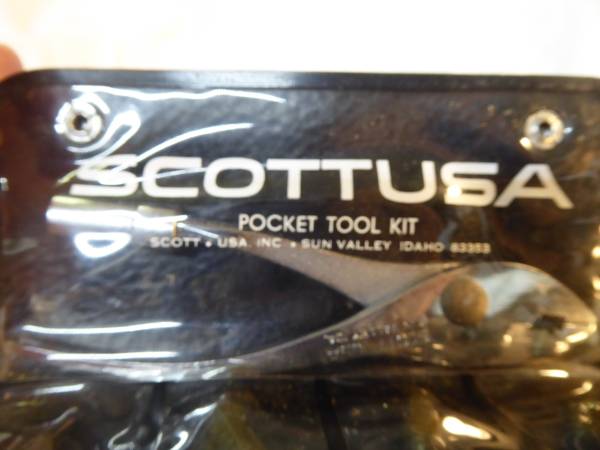 SCOTTUSA
POCKET TOOL KIT
SCOTT • USA INC • SUN VALLEY IDAHO 83353